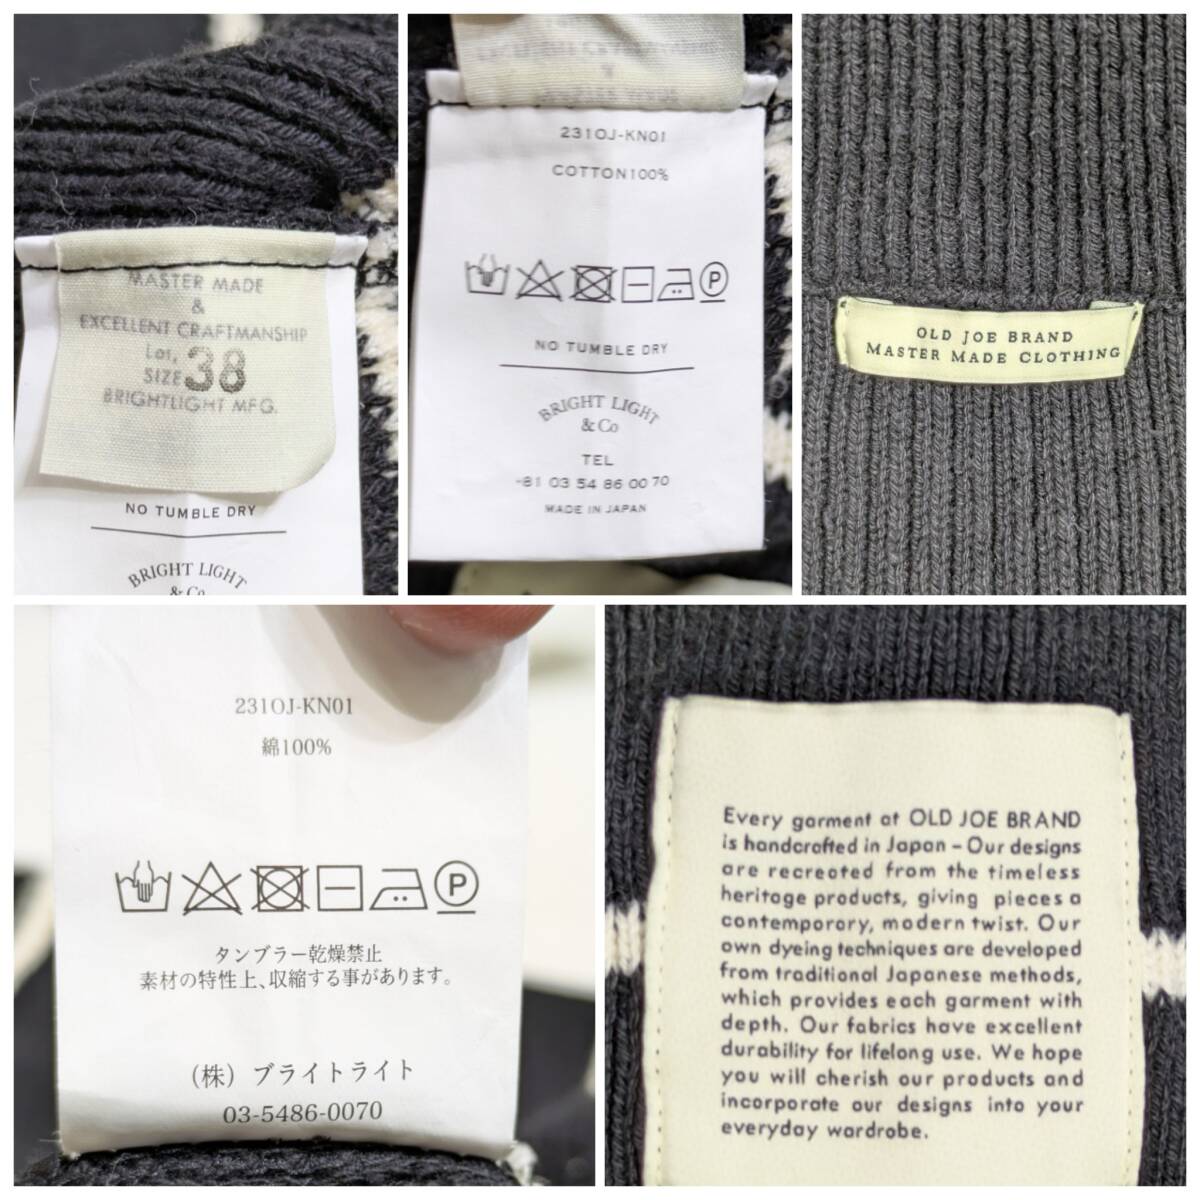 MASTER MADE
&
EXCELLENT CRAFTMANSHIP
Lot,
SIZE 38
BRIGHTLIGHT MFG.
NO TUMBLE DRY
BRIGHT LIGHT
& Co
231OJ-KN01
COTTON100%
P
NO TUMBLE DRY
BRIGHT LIGHT
& Co
TEL
-81 03 54 86 00 70
MADE IN JAPAN
OLD JOE BRAND
MASTER MADE CLOTHING
231OJ-KN01
綿100%
P
タンブラー乾燥禁止
素材の特性上、収縮する事があります。
(株) ブライトライト
03-5486-0070
Every garment at OLD JOE BRAND
is handcrafted in Japan - Our designs
are recreated from the timeless
heritage products, giving pieces a
contemporary, modern twist. Our
own dyeing techniques are developed
from traditional Japanese methods,
which provides each garment with
depth. Our fabrics have excellent
durability for lifelong use. We hope
you will cherish our products and
incorporate our designs into your
everyday wardrobe.